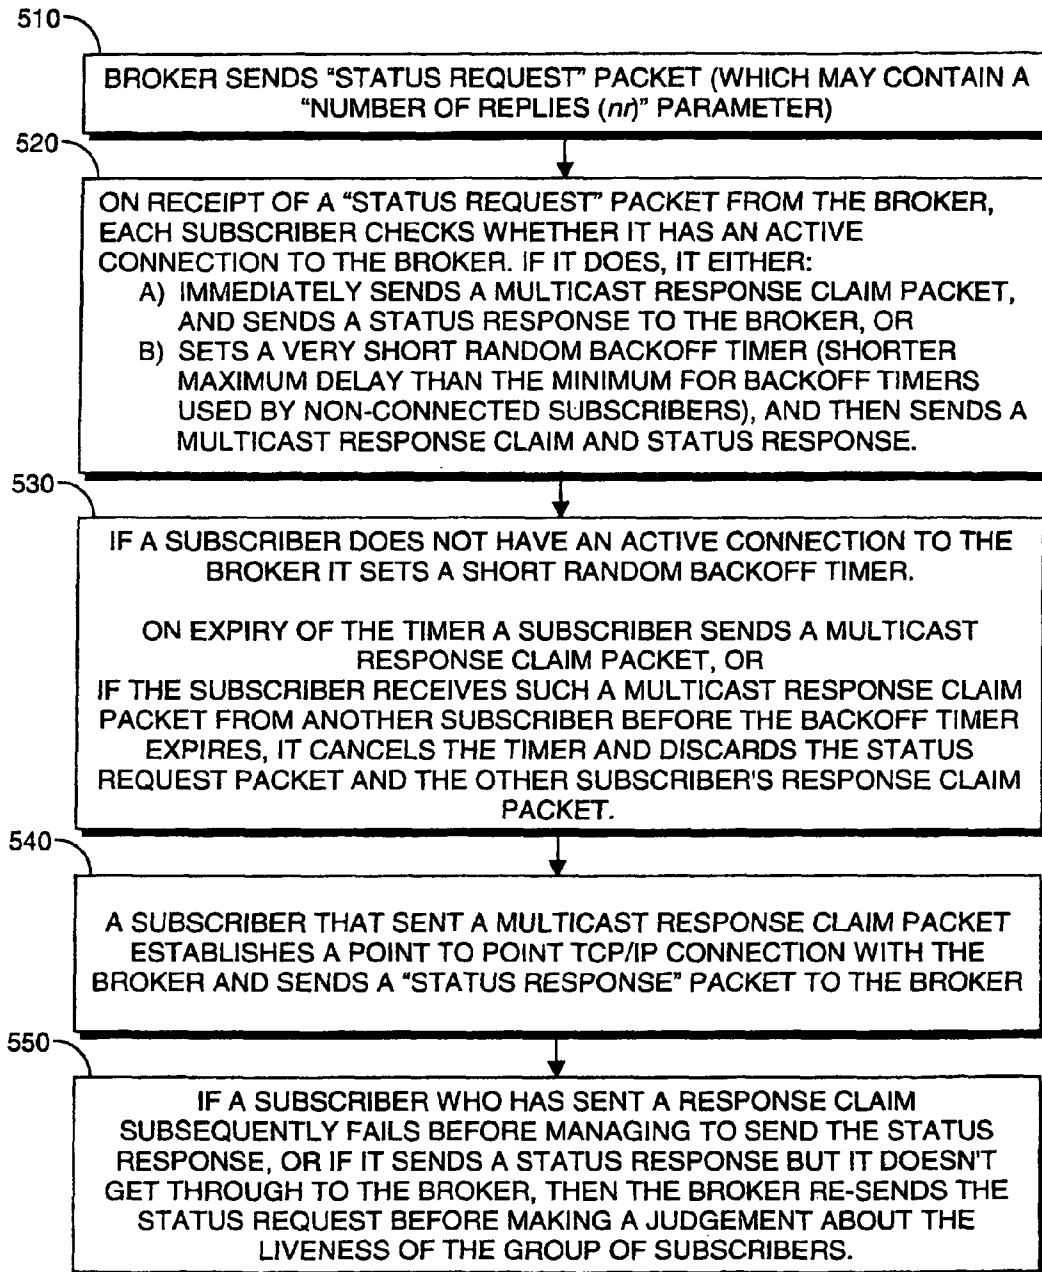 510
BROKER SENDS "STATUS REQUEST" PACKET (WHICH MAY CONTAIN A
"NUMBER OF REPLIES (nr)" PARAMETER)
520
ON RECEIPT OF A "STATUS REQUEST" PACKET FROM THE BROKER,
EACH SUBSCRIBER CHECKS WHETHER IT HAS AN ACTIVE
CONNECTION TO THE BROKER. IF IT DOES, IT EITHER:
A) IMMEDIATELY SENDS A MULTICAST RESPONSE CLAIM PACKET,
AND SENDS A STATUS RESPONSE TO THE BROKER, OR
B) SETS A VERY SHORT RANDOM BACKOFF TIMER (SHORTER
MAXIMUM DELAY THAN THE MINIMUM FOR BACKOFF TIMERS
USED BY NON-CONNECTED SUBSCRIBERS), AND THEN SENDS A
MULTICAST RESPONSE CLAIM AND STATUS RESPONSE.
530
IF A SUBSCRIBER DOES NOT HAVE AN ACTIVE CONNECTION TO THE
BROKER IT SETS A SHORT RANDOM BACKOFF TIMER.
ON EXPIRY OF THE TIMER A SUBSCRIBER SENDS A MULTICAST
RESPONSE CLAIM PACKET, OR
IF THE SUBSCRIBER RECEIVES SUCH A MULTICAST RESPONSE CLAIM
PACKET FROM ANOTHER SUBSCRIBER BEFORE THE BACKOFF TIMER
EXPIRES, IT CANCELS THE TIMER AND DISCARDS THE STATUS
REQUEST PACKET AND THE OTHER SUBSCRIBER'S RESPONSE CLAIM
PACKET.
540
A SUBSCRIBER THAT SENT A MULTICAST RESPONSE CLAIM PACKET
ESTABLISHES A POINT TO POINT TCP/IP CONNECTION WITH THE
BROKER AND SENDS A "STATUS RESPONSE" PACKET TO THE BROKER
550
IF A SUBSCRIBER WHO HAS SENT A RESPONSE CLAIM
SUBSEQUENTLY FAILS BEFORE MANAGING TO SEND THE STATUS
RESPONSE, OR IF IT SENDS A STATUS RESPONSE BUT IT DOESN'T
GET THROUGH TO THE BROKER, THEN THE BROKER RE-SENDS THE
STATUS REQUEST BEFORE MAKING A JUDGEMENT ABOUT THE
LIVENESS OF THE GROUP OF SUBSCRIBERS.